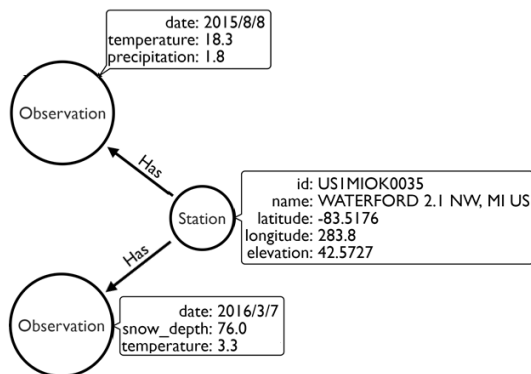 date: 2015/8/8
temperature: 18.3
precipitation: 1.8
Observation
Has
id: US1MIOK0035
name: WATERFORD 2.1 NW, MI US
latitude: -83.5176
longitude: 283.8
elevation: 42.5727
Station
Has
date: 2016/3/7
snow_depth: 76.0
temperature: 3.3
Observation